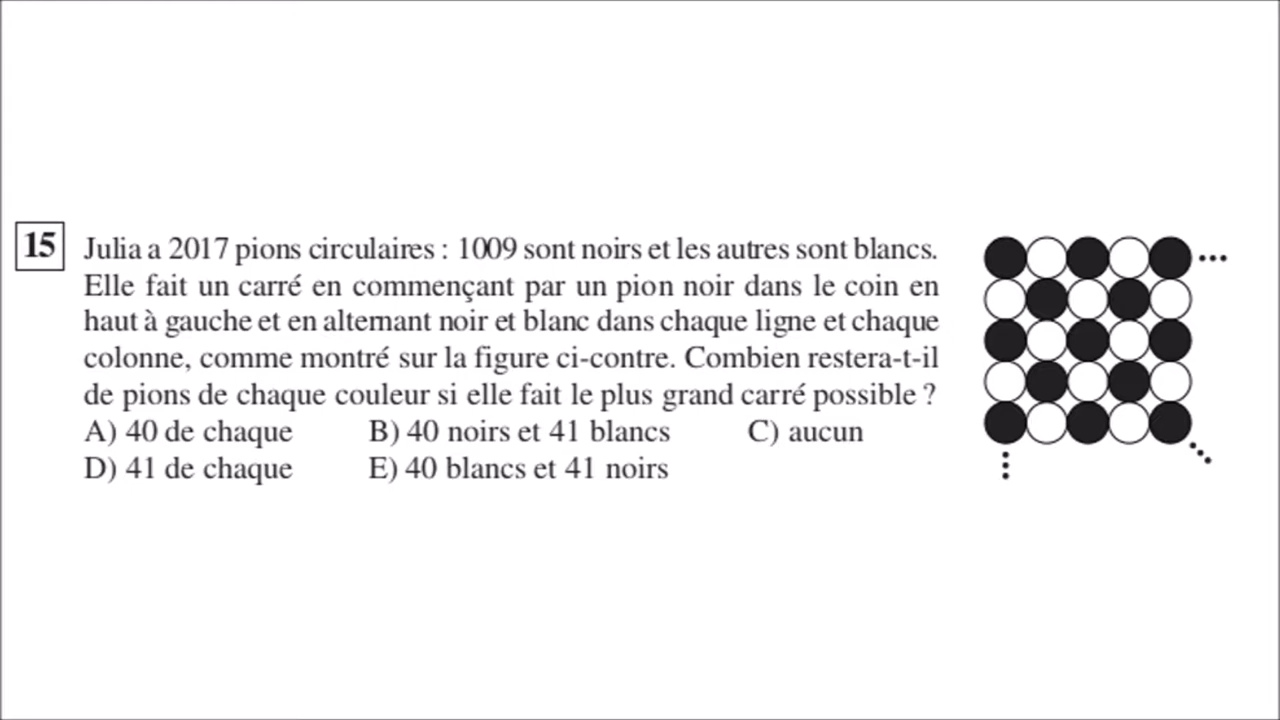 15 Julia a 2017 pions circulaires : 1009 sont noirs et les autres sont blancs.
Elle fait un carré en commençant par un pion noir dans le coin en
haut à gauche et en alternant noir et blanc dans chaque ligne et chaque
colonne, comme montré sur la figure ci-contre. Combien restera-t-il
de pions de chaque couleur si elle fait le plus grand carré possible ?
A) 40 de chaque B) 40 noirs et 41 blancs C) aucun
D) 41 de chaque E) 40 blancs et 41 noirs